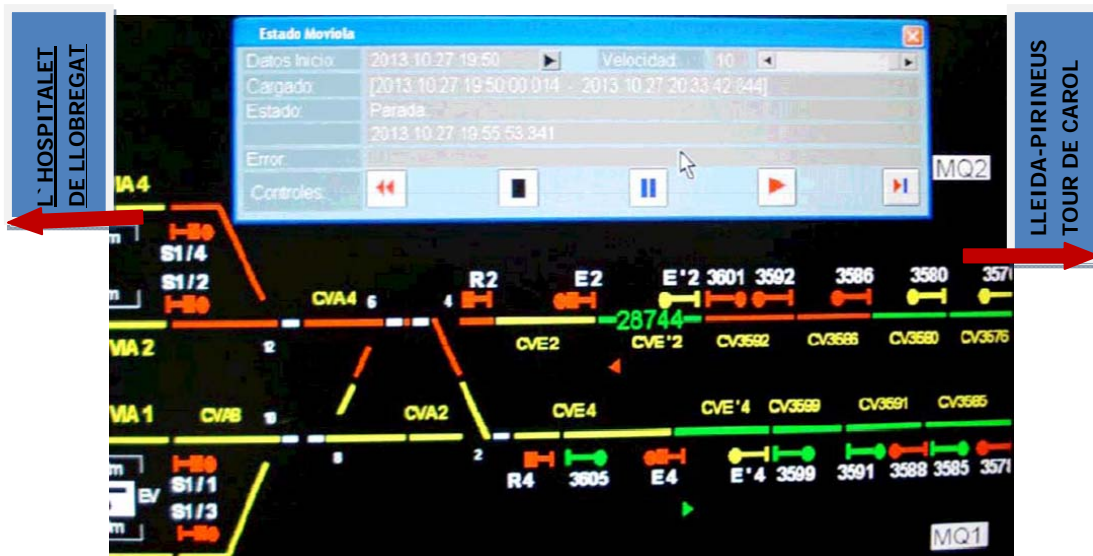 L` HOSPITALET
DE LLOBREGAT
LLEIDA-PIRINEUS
TOUR DE CAROL
Estado Moviola
Datos Inicio: 2013.10.27 19:50 Velocidad 10
Cargado: [2013.10.27 19:50:00.014 - 2013.10.27 20:33:42.644]
Estado: Parada
2013.10.27 19:55:53.341
Error:
Controles:
MQ2
VIA 4
S1/4
S1/2
CVA4 6 4 R2 E2 E'2 3601 3592 3586 3580
28744
VIA 2 12 CVE2 CVE'2 CV3592 CV3586 CV3580 CV3576
VIA 1 CVA8 10 CVA2 CVE4 CVE'4 CV3599 CV3591 CV3585
8 2 R4 3605 E4 E'4 3599 3591 3588 3585
m S1/1
EV
S1/3
m
MQ1